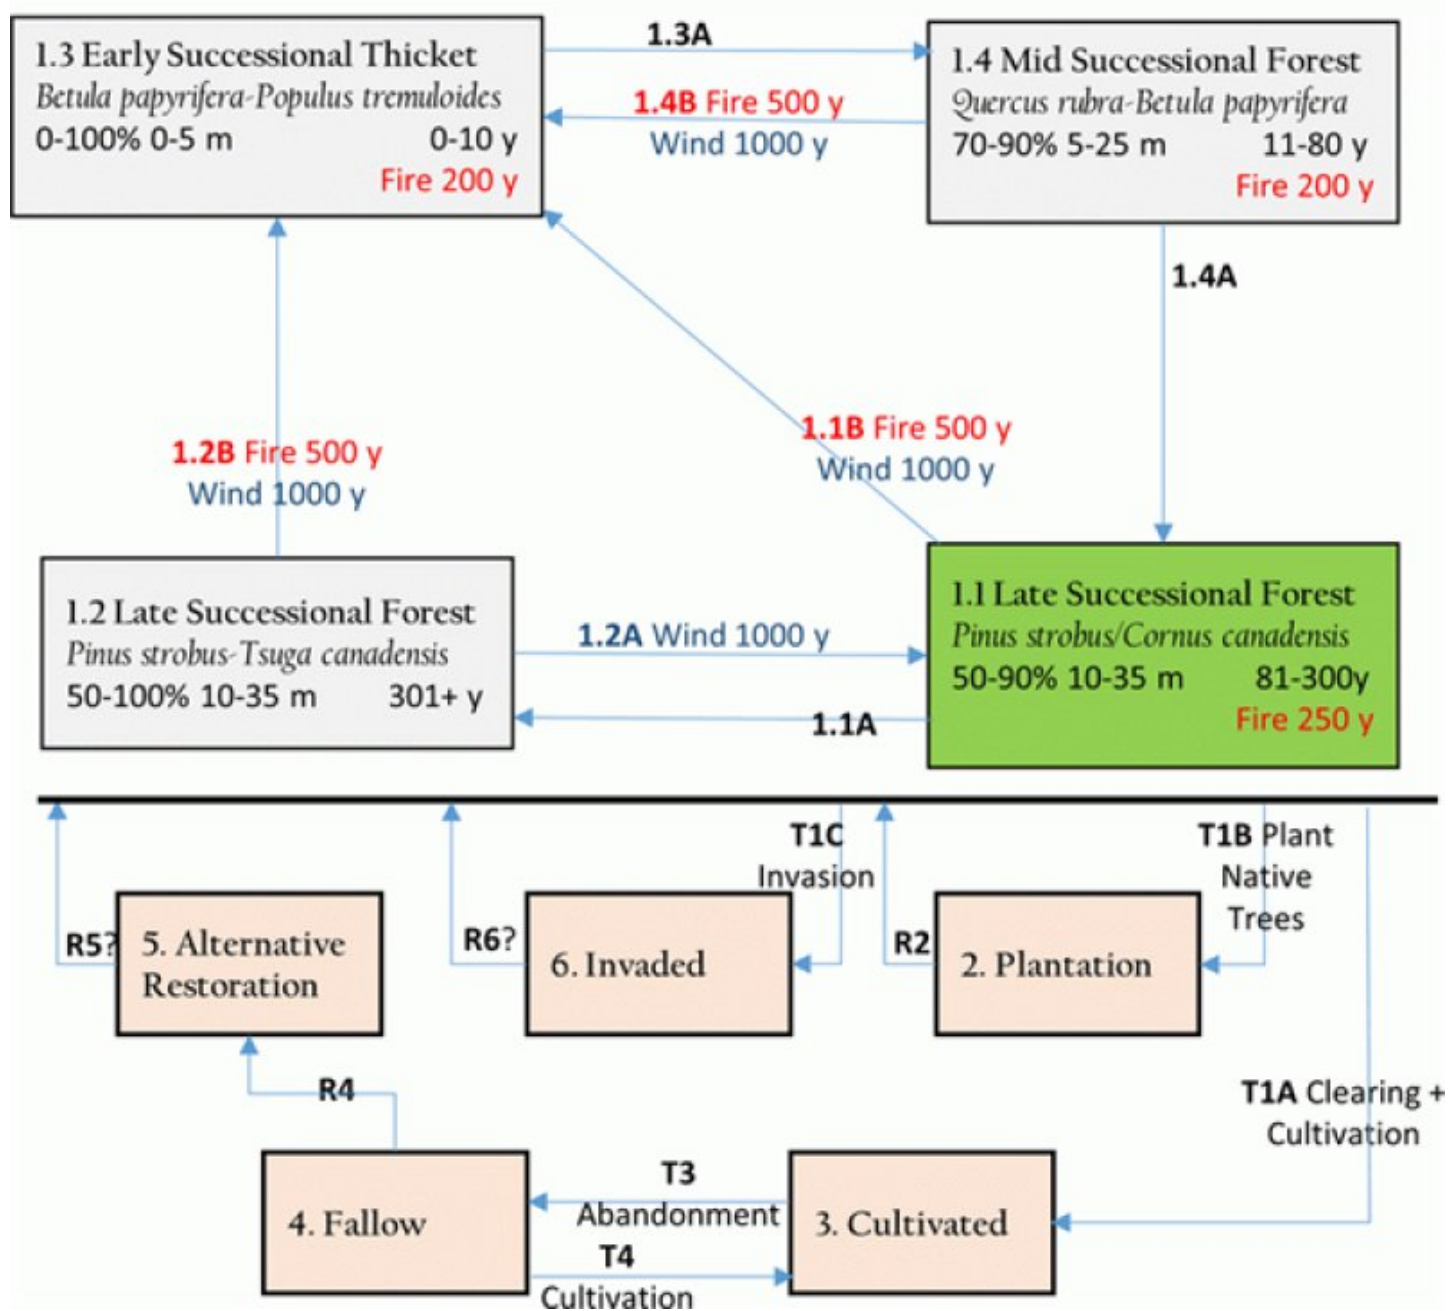 1.3 Early Successional Thicket
Betula papyrifera-Populus tremuloides
0-100% 0-5 m 0-10 y
Fire 200 y
1.3A
1.4B Fire 500 y
Wind 1000 y
1.4 Mid Successional Forest
Quercus rubra-Betula papyrifera
70-90% 5-25 m 11-80 y
Fire 200 y
1.4A
1.2B Fire 500 y
Wind 1000 y
1.1B Fire 500 y
Wind 1000 y
1.2 Late Successional Forest
Pinus strobus-Tsuga canadensis
50-100% 10-35 m 301+ y
1.2A Wind 1000 y
1.1A
1.1 Late Successional Forest
Pinus strobus/Cornus canadensis
50-90% 10-35 m 81-300y
Fire 250 y
T1C
Invasion
T1B Plant
Native
Trees
R5?
5. Alternative
Restoration
R6?
6. Invaded
R2
2. Plantation
R4
T1A Clearing +
Cultivation
4. Fallow
T3
Abandonment
T4
Cultivation
3. Cultivated